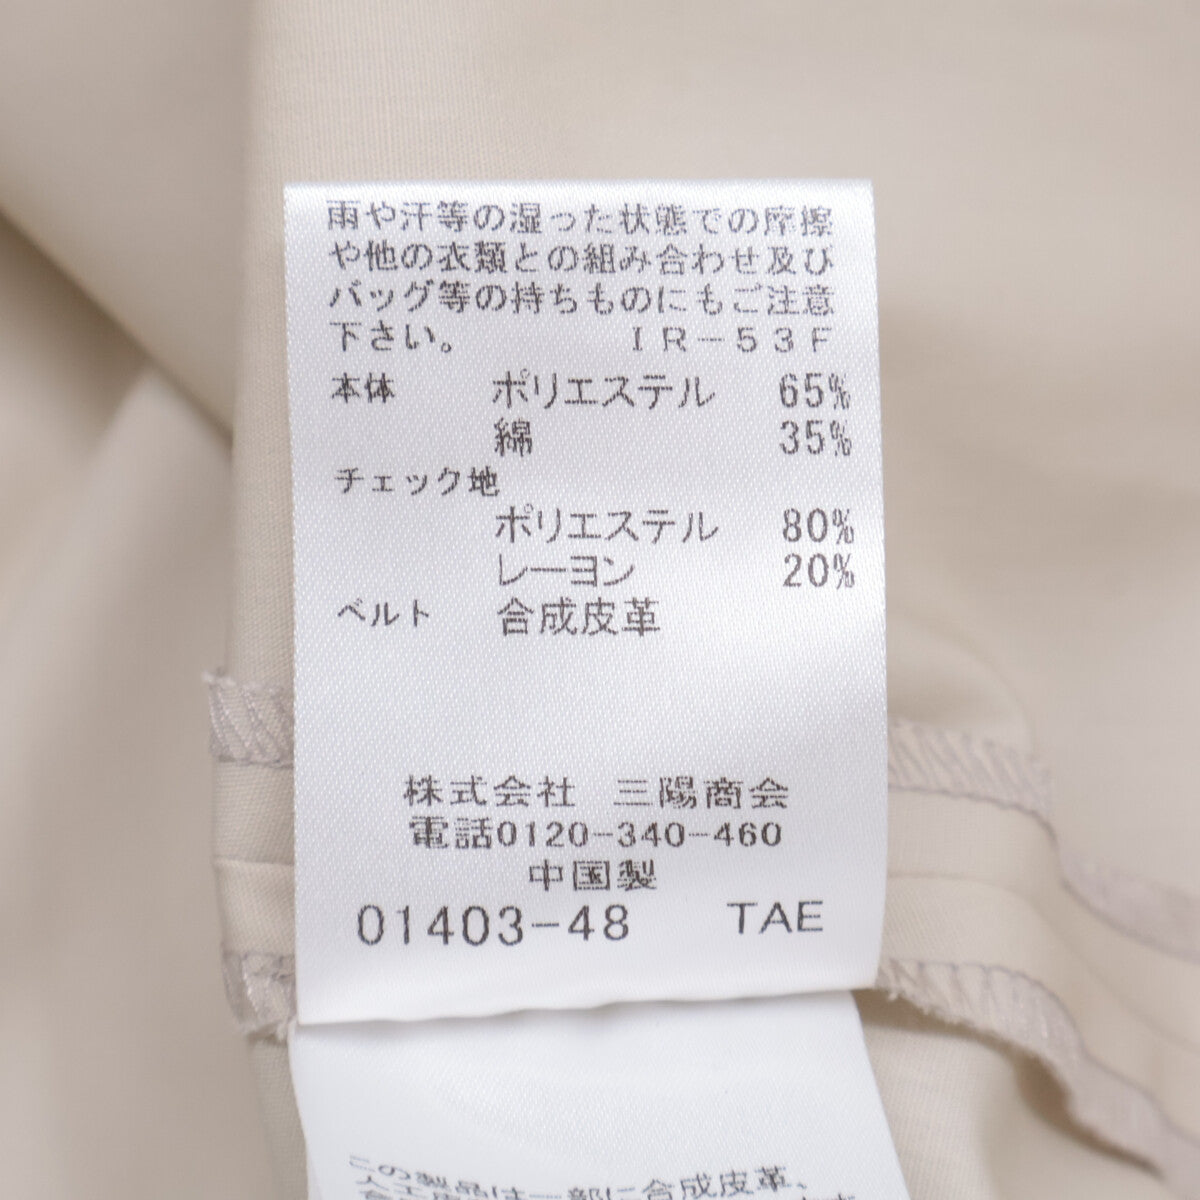 雨や汗等の湿った状態での摩擦
や他の衣類との組み合わせ及び
バッグ等の持ちものにもご注意
下さい。 IR-53F
本体 ポリエステル 65%
綿 35%
チェック地
ポリエステル 80%
レーヨン 20%
ベルト 合成皮革
株式会社 三陽商会
電話0120-340-460
中国製
01403-48 TAE
この製品は一部に合成皮革、